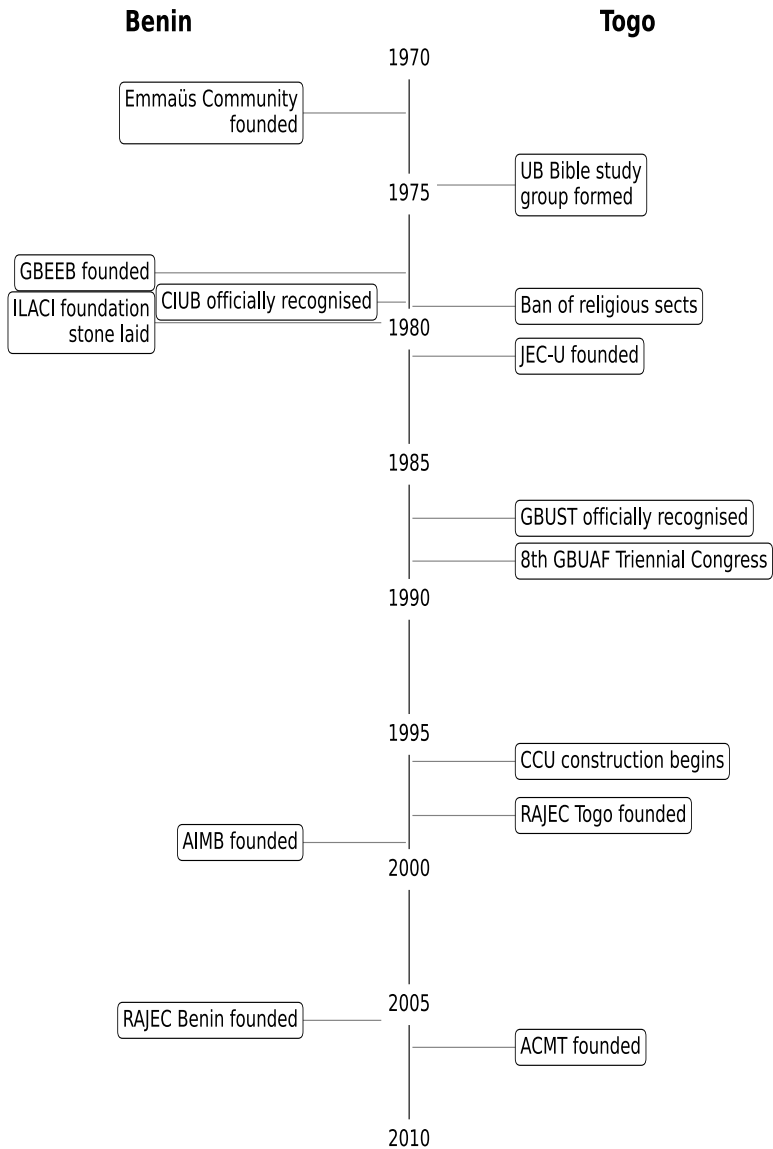 Benin
Togo
1970
Emmaüs Community
founded
UB Bible study
group formed
1975
GBEEB founded
CIUB officially recognised
ILACI foundation
stone laid
Ban of religious sects
1980
JEC-U founded
1985
GBUST officially recognised
8th GBUAF Triennial Congress
1990
1995
CCU construction begins
RAJEC Togo founded
AIMB founded
2000
2005
RAJEC Benin founded
ACMT founded
2010